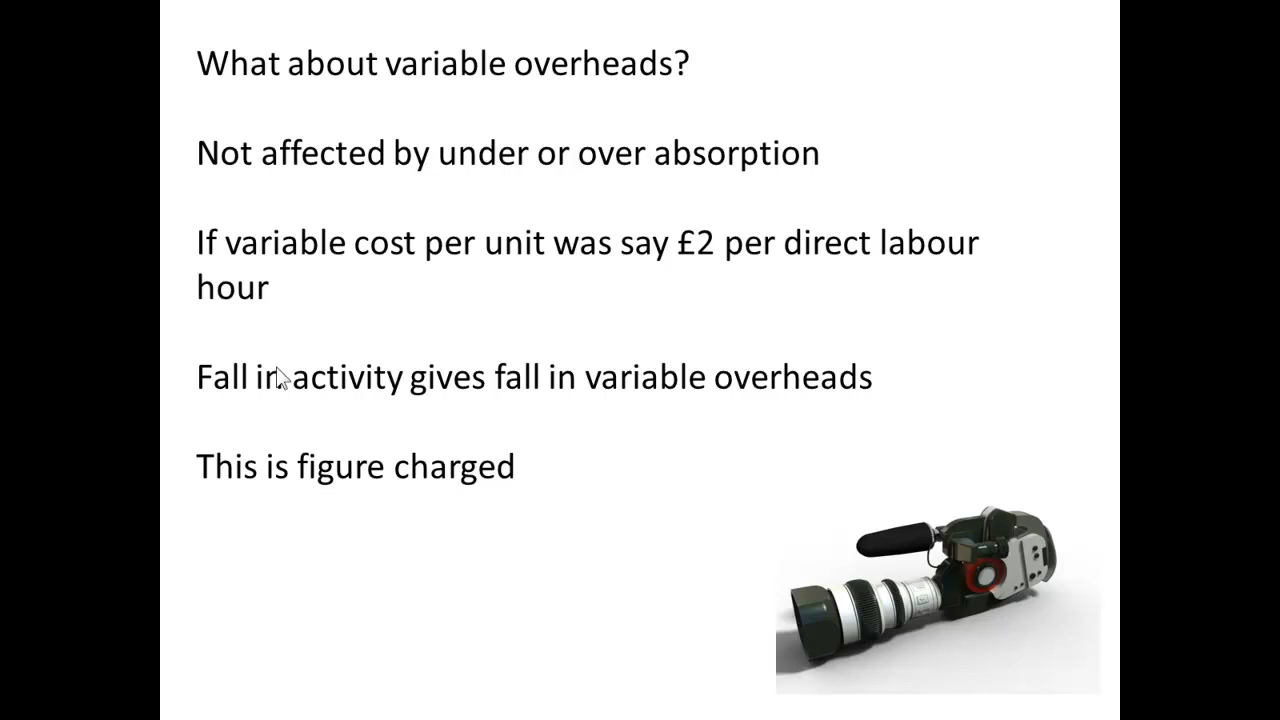 What about variable overheads?
Not affected by under or over absorption
If variable cost per unit was say £2 per direct labour
hour
Fall in activity gives fall in variable overheads
This is figure charged